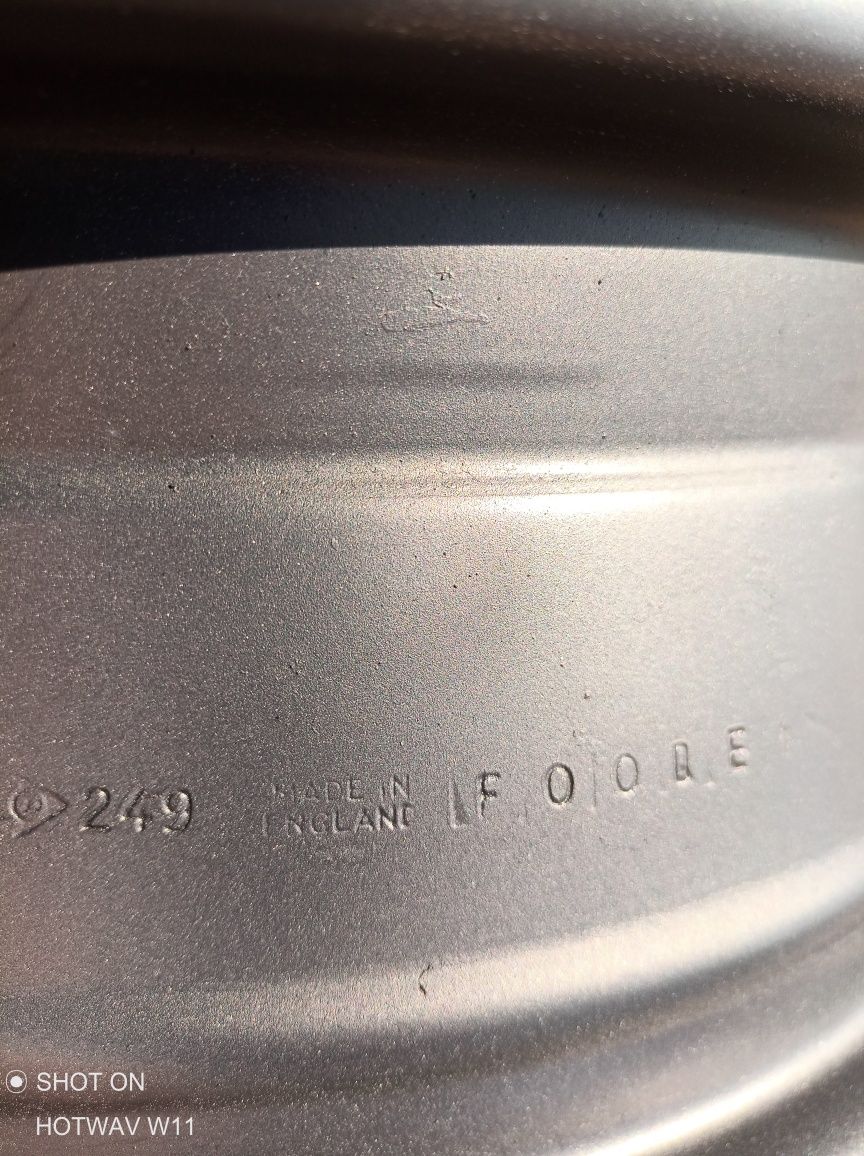 249
MADE IN
ENGLAND
SHOT ON
HOTWAV W11